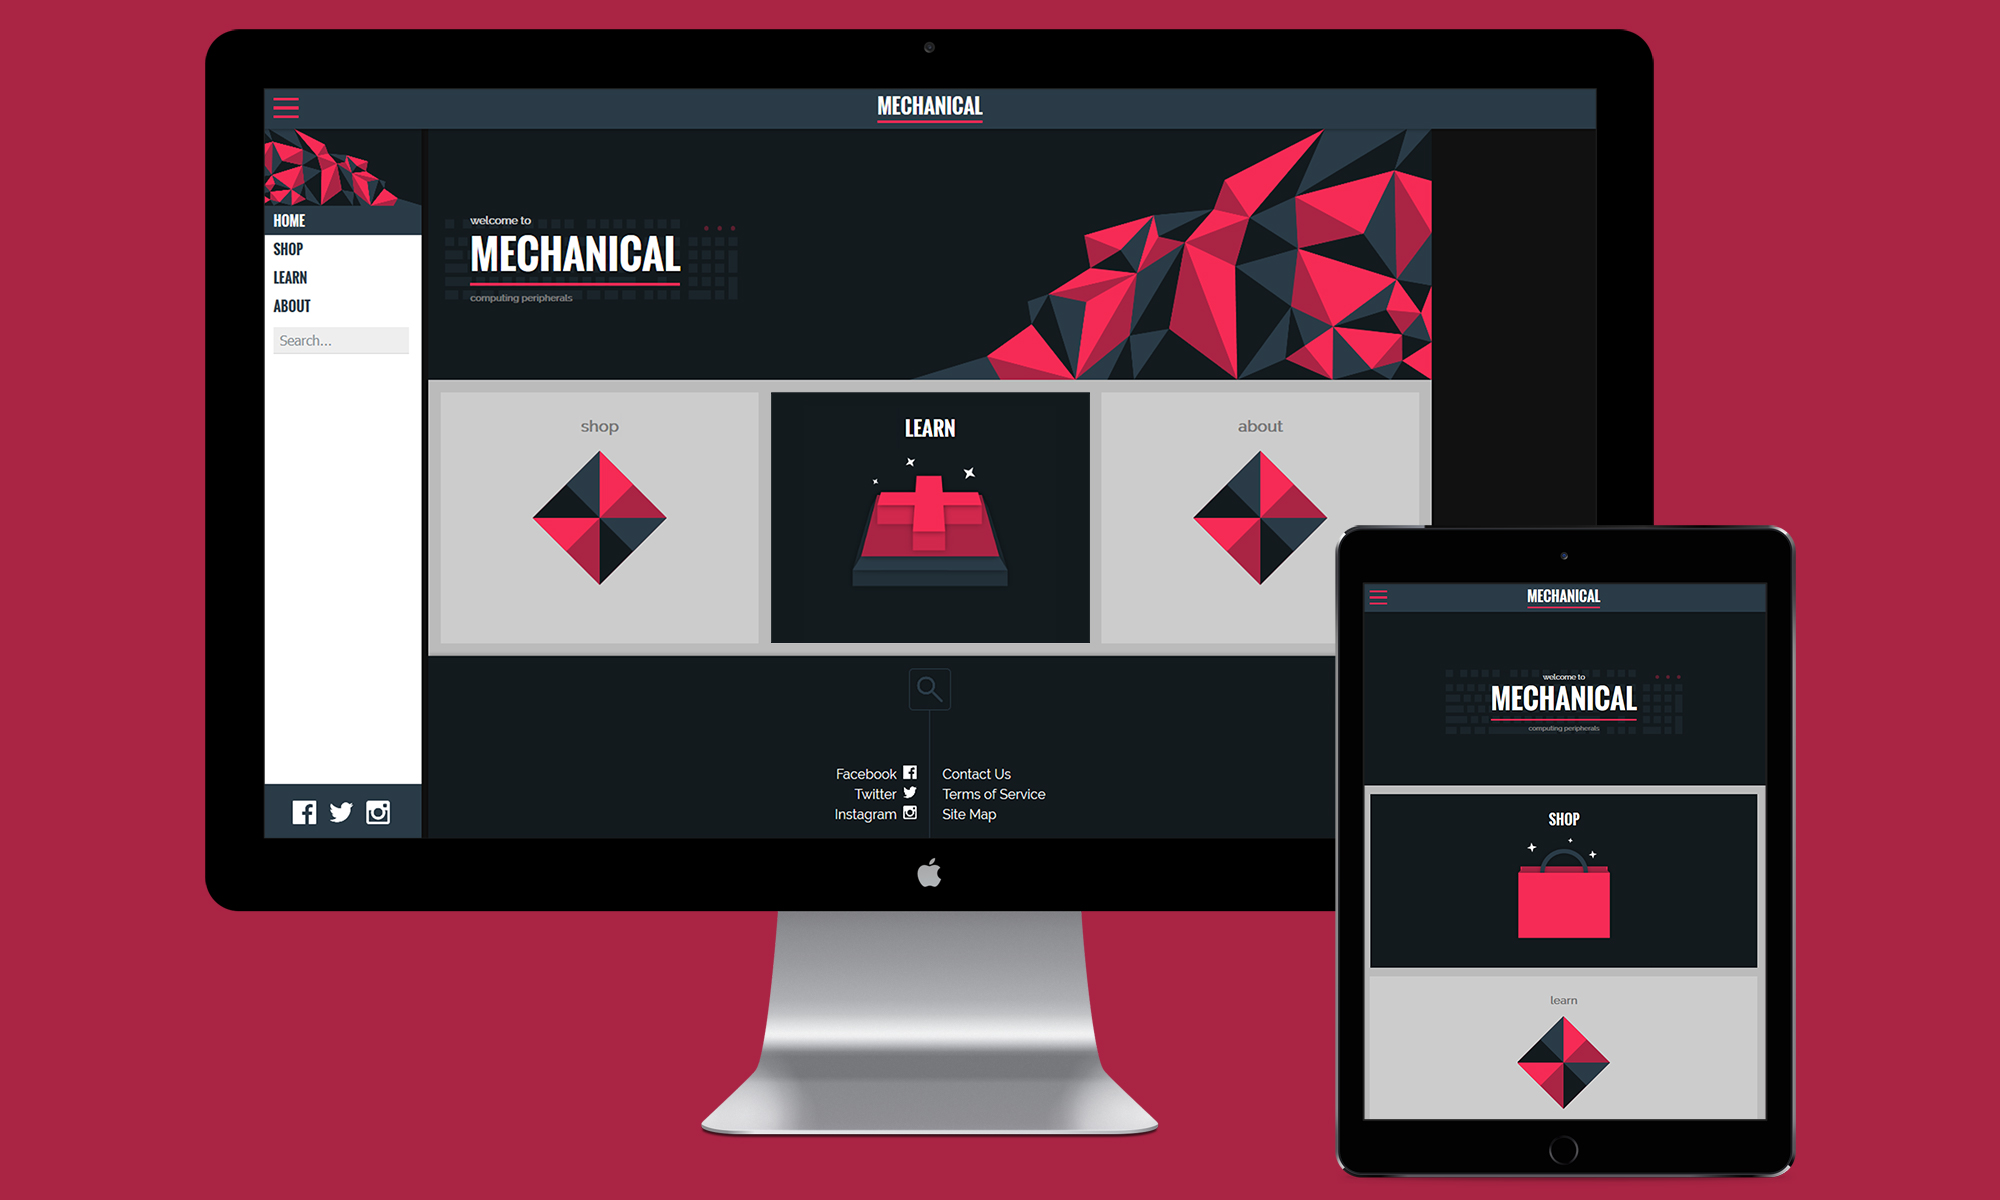 MECHANICAL
HOME
SHOP
LEARN
ABOUT
Search...
welcome to
MECHANICAL
computing peripherals
shop
LEARN
about
Facebook
Twitter
Instagram
Contact Us
Terms of Service
Site Map
MECHANICAL
welcome to
MECHANICAL
computing peripherals
SHOP
learn